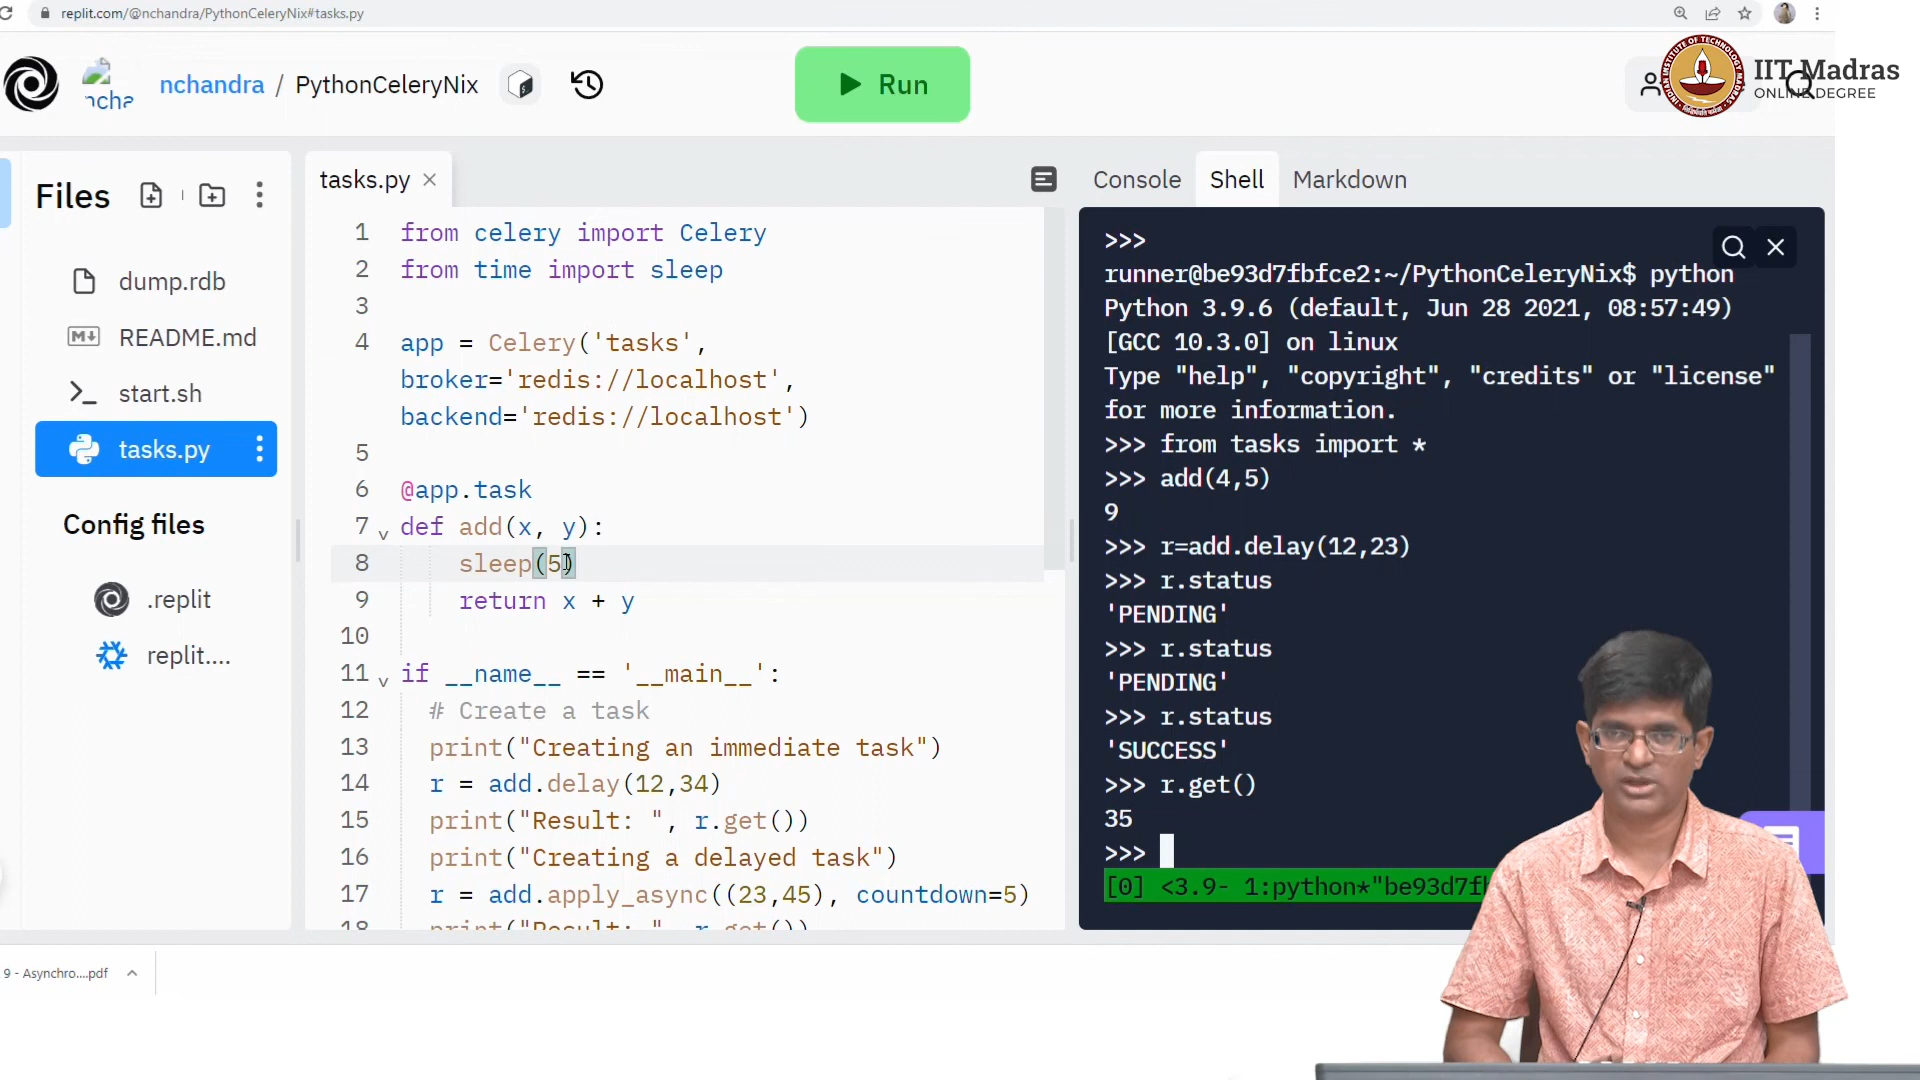 replit.com/@nchandra/PythonCeleryNix#tasks.py
ncha
nchandra / PythonCeleryNix
Run
IIT Madras
ONLINE DEGREE
Files
dump.rdb
README.md
start.sh
tasks.py
Config files
.replit
replit....
tasks.py
1 from celery import Celery
2 from time import sleep
3
4 app = Celery('tasks',
broker='redis://localhost',
backend='redis://localhost')
5
6 @app.task
7 def add(x, y):
8 sleep(5)
9 return x + y
10
11 if __name__ == '__main__':
12 # Create a task
13 print("Creating an immediate task")
14 r = add.delay(12,34)
15 print("Result: ", r.get())
16 print("Creating a delayed task")
17 r = add.apply_async((23,45), countdown=5)
18 print("Result: ", r.get())
Console Shell Markdown
>>>
runner@be93d7fbfce2:~/PythonCeleryNix$ python
Python 3.9.6 (default, Jun 28 2021, 08:57:49)
[GCC 10.3.0] on linux
Type "help", "copyright", "credits" or "license"
for more information.
>>> from tasks import *
>>> add(4,5)
9
>>> r=add.delay(12,23)
>>> r.status
'PENDING'
>>> r.status
'PENDING'
>>> r.status
'SUCCESS'
>>> r.get()
35
>>>
[0] <3.9- 1:python*"be93d7fb
9 - Asynchro....pdf